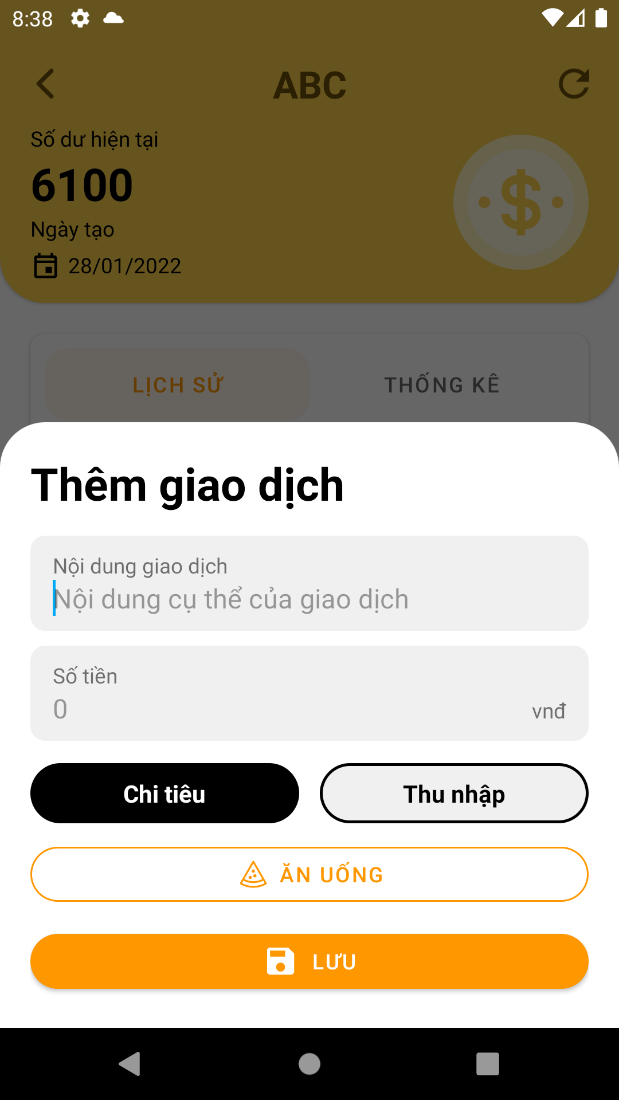 8:38
ABC
Số dư hiện tại
6100
Ngày tạo
28/01/2022
$
LỊCH SỬ
THỐNG KÊ
Thêm giao dịch
Nội dung giao dịch
Nội dung cụ thể của giao dịch
Số tiền
0
vnđ
Chi tiêu
Thu nhập
ĂN UỐNG
LƯU